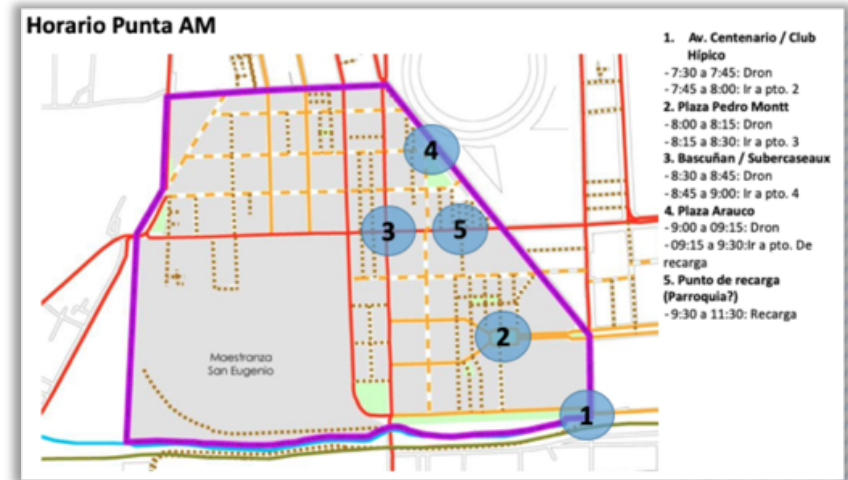 Horario Punta AM
1. Av. Centenario / Club
Hípico
- 7:30 a 7:45: Dron
- 7:45 a 8:00: Ir a pto. 2
2. Plaza Pedro Montt
- 8:00 a 8:15: Dron
- 8:15 a 8:30: Ir a pto. 3
3. Bascuñan / Subercaseaux
- 8:30 a 8:45: Dron
- 8:45 a 9:00: Ir a pto. 4
4. Plaza Arauco
- 9:00 a 09:15: Dron
- 09:15 a 9:30:Ir a pto. De
recarga
5. Punto de recarga
(Parroquia?)
- 9:30 a 11:30: Recarga
4
3
5
2
Maestranza
San Eugenio
1